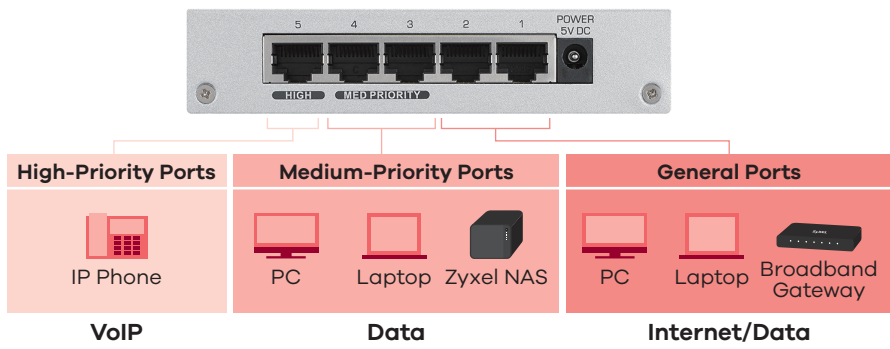 5 4 3 2 1 POWER
5V DC
HIGH MED PRIORITY
High-Priority Ports Medium-Priority Ports General Ports
IP Phone PC Laptop Zyxel NAS PC Laptop Broadband
Gateway
VoIP Data Internet/Data